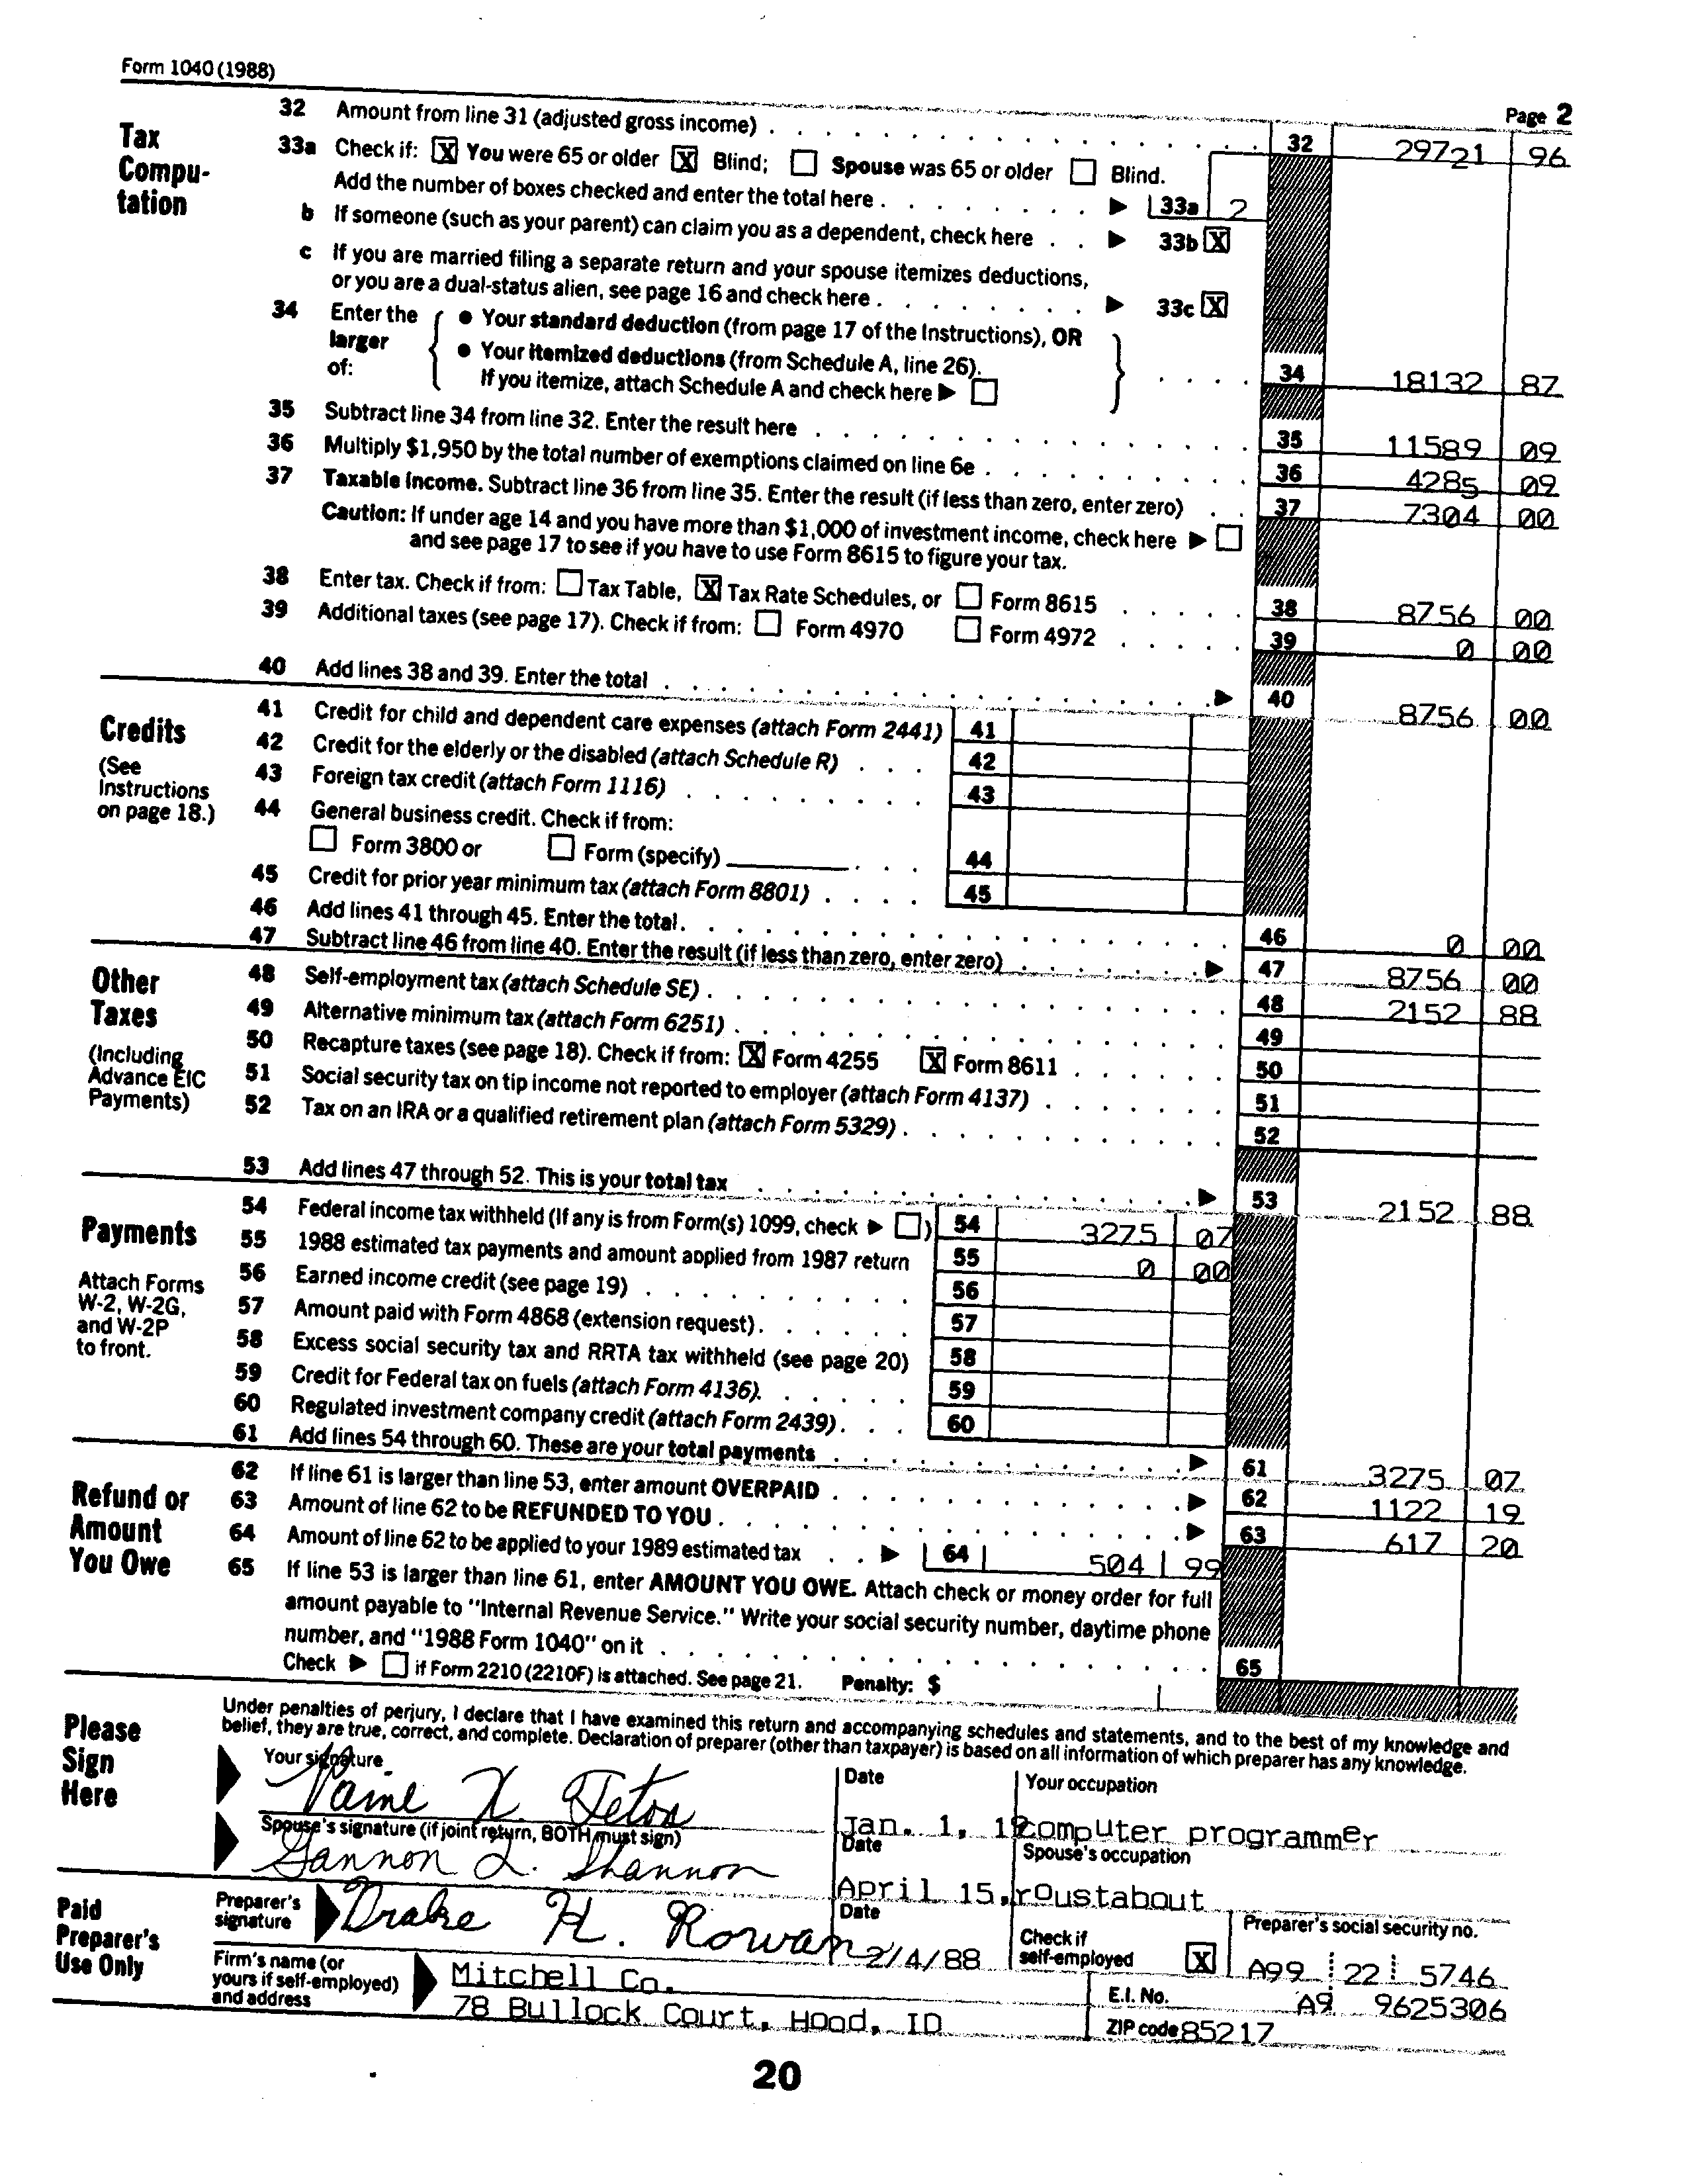 Form 1040 (1988)
Page 2
Tax Compu-tation
32 Amount from line 31 (adjusted gross income) 32 29721 96
33a Check if: [X] You were 65 or older [X] Blind; [ ] Spouse was 65 or older [ ] Blind.
Add the number of boxes checked and enter the total here ▶ 33a 2
b If someone (such as your parent) can claim you as a dependent, check here ▶ 33b [X]
c If you are married filing a separate return and your spouse itemizes deductions,
or you are a dual-status alien, see page 16 and check here ▶ 33c [X]
34 Enter the larger of: ● Your standard deduction (from page 17 of the Instructions), OR
● Your itemized deductions (from Schedule A, line 26).
If you itemize, attach Schedule A and check here ▶ [ ] 34 18132 87
35 Subtract line 34 from line 32. Enter the result here 35 11589 09
36 Multiply $1,950 by the total number of exemptions claimed on line 6e 36 4285 09
37 Taxable income. Subtract line 36 from line 35. Enter the result (if less than zero, enter zero) 37 7304 00
Caution: If under age 14 and you have more than $1,000 of investment income, check here ▶ [ ]
and see page 17 to see if you have to use Form 8615 to figure your tax.
38 Enter tax. Check if from: [ ] Tax Table, [X] Tax Rate Schedules, or [ ] Form 8615 38 8756 00
39 Additional taxes (see page 17). Check if from: [ ] Form 4970 [ ] Form 4972 39 0 00
40 Add lines 38 and 39. Enter the total ▶ 40 8756 00
Credits
(See Instructions on page 18.)
41 Credit for child and dependent care expenses (attach Form 2441) 41
42 Credit for the elderly or the disabled (attach Schedule R) 42
43 Foreign tax credit (attach Form 1116) 43
44 General business credit. Check if from:
[ ] Form 3800 or [ ] Form (specify) 44
45 Credit for prior year minimum tax (attach Form 8801) 45
46 Add lines 41 through 45. Enter the total 46 0 00
47 Subtract line 46 from line 40. Enter the result (if less than zero, enter zero) ▶ 47 8756 00
Other Taxes
(Including Advance EIC Payments)
48 Self-employment tax (attach Schedule SE) 48 2152 88
49 Alternative minimum tax (attach Form 6251) 49
50 Recapture taxes (see page 18). Check if from: [X] Form 4255 [X] Form 8611 50
51 Social security tax on tip income not reported to employer (attach Form 4137) 51
52 Tax on an IRA or a qualified retirement plan (attach Form 5329) 52
53 Add lines 47 through 52. This is your total tax ▶ 53 2152 88
Payments
Attach Forms W-2, W-2G, and W-2P to front.
54 Federal income tax withheld (If any is from Form(s) 1099, check ▶ [ ]) 54 3275 07
55 1988 estimated tax payments and amount applied from 1987 return 55 0 00
56 Earned income credit (see page 19) 56
57 Amount paid with Form 4868 (extension request) 57
58 Excess social security tax and RRTA tax withheld (see page 20) 58
59 Credit for Federal tax on fuels (attach Form 4136) 59
60 Regulated investment company credit (attach Form 2439) 60
61 Add lines 54 through 60. These are your total payments ▶ 61 3275 07
Refund or Amount You Owe
62 If line 61 is larger than line 53, enter amount OVERPAID ▶ 62 1122 19
63 Amount of line 62 to be REFUNDED TO YOU ▶ 63 617 20
64 Amount of line 62 to be applied to your 1989 estimated tax ▶ 64 504 99
65 If line 53 is larger than line 61, enter AMOUNT YOU OWE. Attach check or money order for full
amount payable to "Internal Revenue Service." Write your social security number, daytime phone
number, and "1988 Form 1040" on it 65
Check ▶ [ ] if Form 2210 (2210F) is attached. See page 21. Penalty: $
Please Sign Here
Under penalties of perjury, I declare that I have examined this return and accompanying schedules and statements, and to the best of my knowledge and
belief, they are true, correct, and complete. Declaration of preparer (other than taxpayer) is based on all information of which preparer has any knowledge.
Your signature Date Your occupation
X. Teton Jan. 1, 19 computer programmer
Spouse's signature (if joint return, BOTH must sign) Date Spouse's occupation
Gannon L. Shannon April 15, roustabout
Paid Preparer's Use Only
Preparer's signature Drake H. Rowan Date 2/4/88 Check if self-employed [X] Preparer's social security no. A99 22 5746
Firm's name (or yours if self-employed) and address Mitchell Co. E.I. No. A9 9625306
78 Bullock Court, Hood, ID ZIP code 85217
20